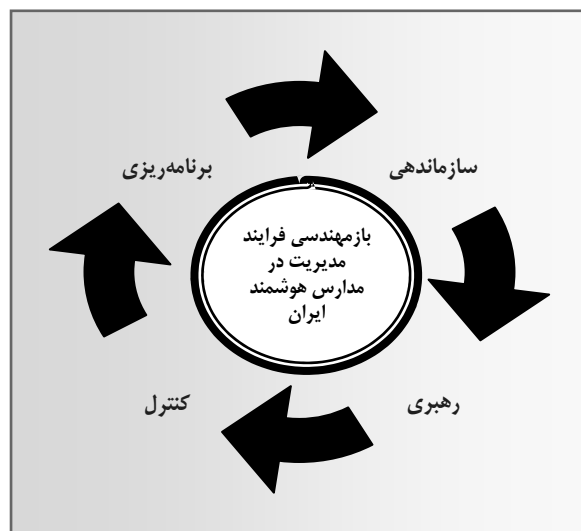 سازماندهی
برنامه‌ریزی
بازمهندسی فرایند
مدیریت در
مدارس هوشمند
ایران
رهبری
کنترل